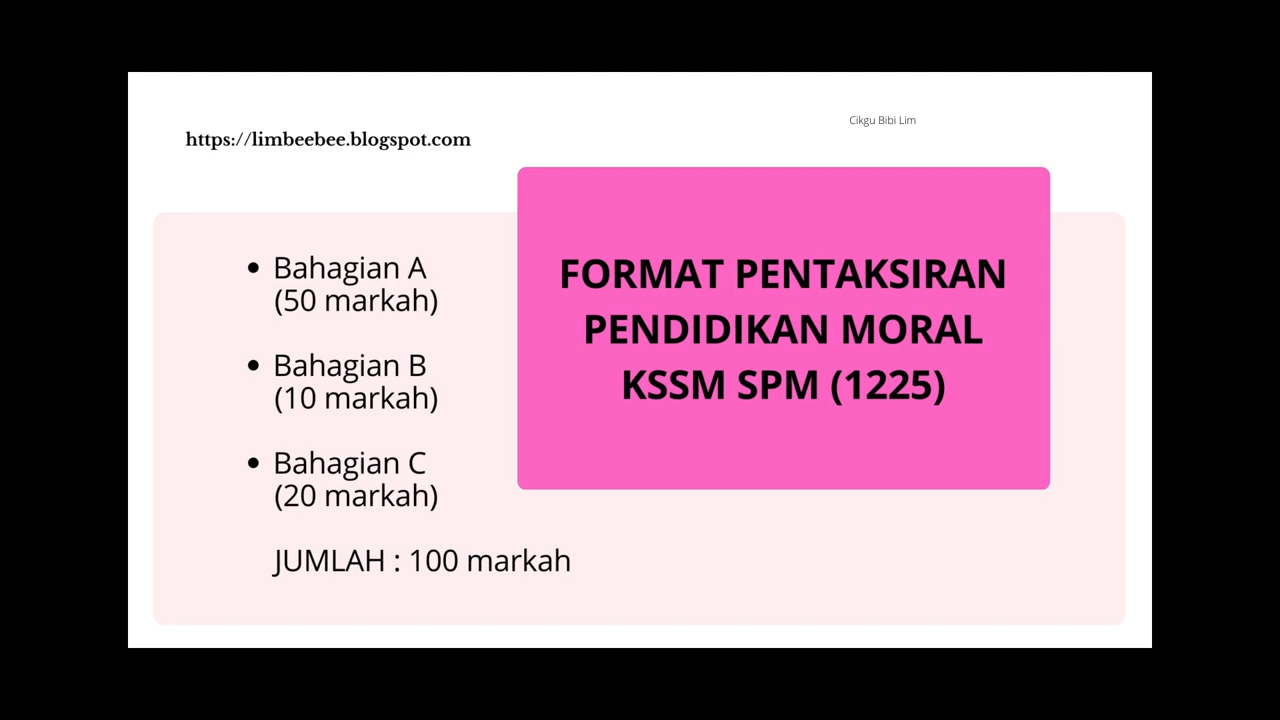 https://limbeebee.blogspot.com
Cikgu Bibi Lim
FORMAT PENTAKSIRAN
PENDIDIKAN MORAL
KSSM SPM (1225)
• Bahagian A
(50 markah)
• Bahagian B
(10 markah)
• Bahagian C
(20 markah)
JUMLAH : 100 markah